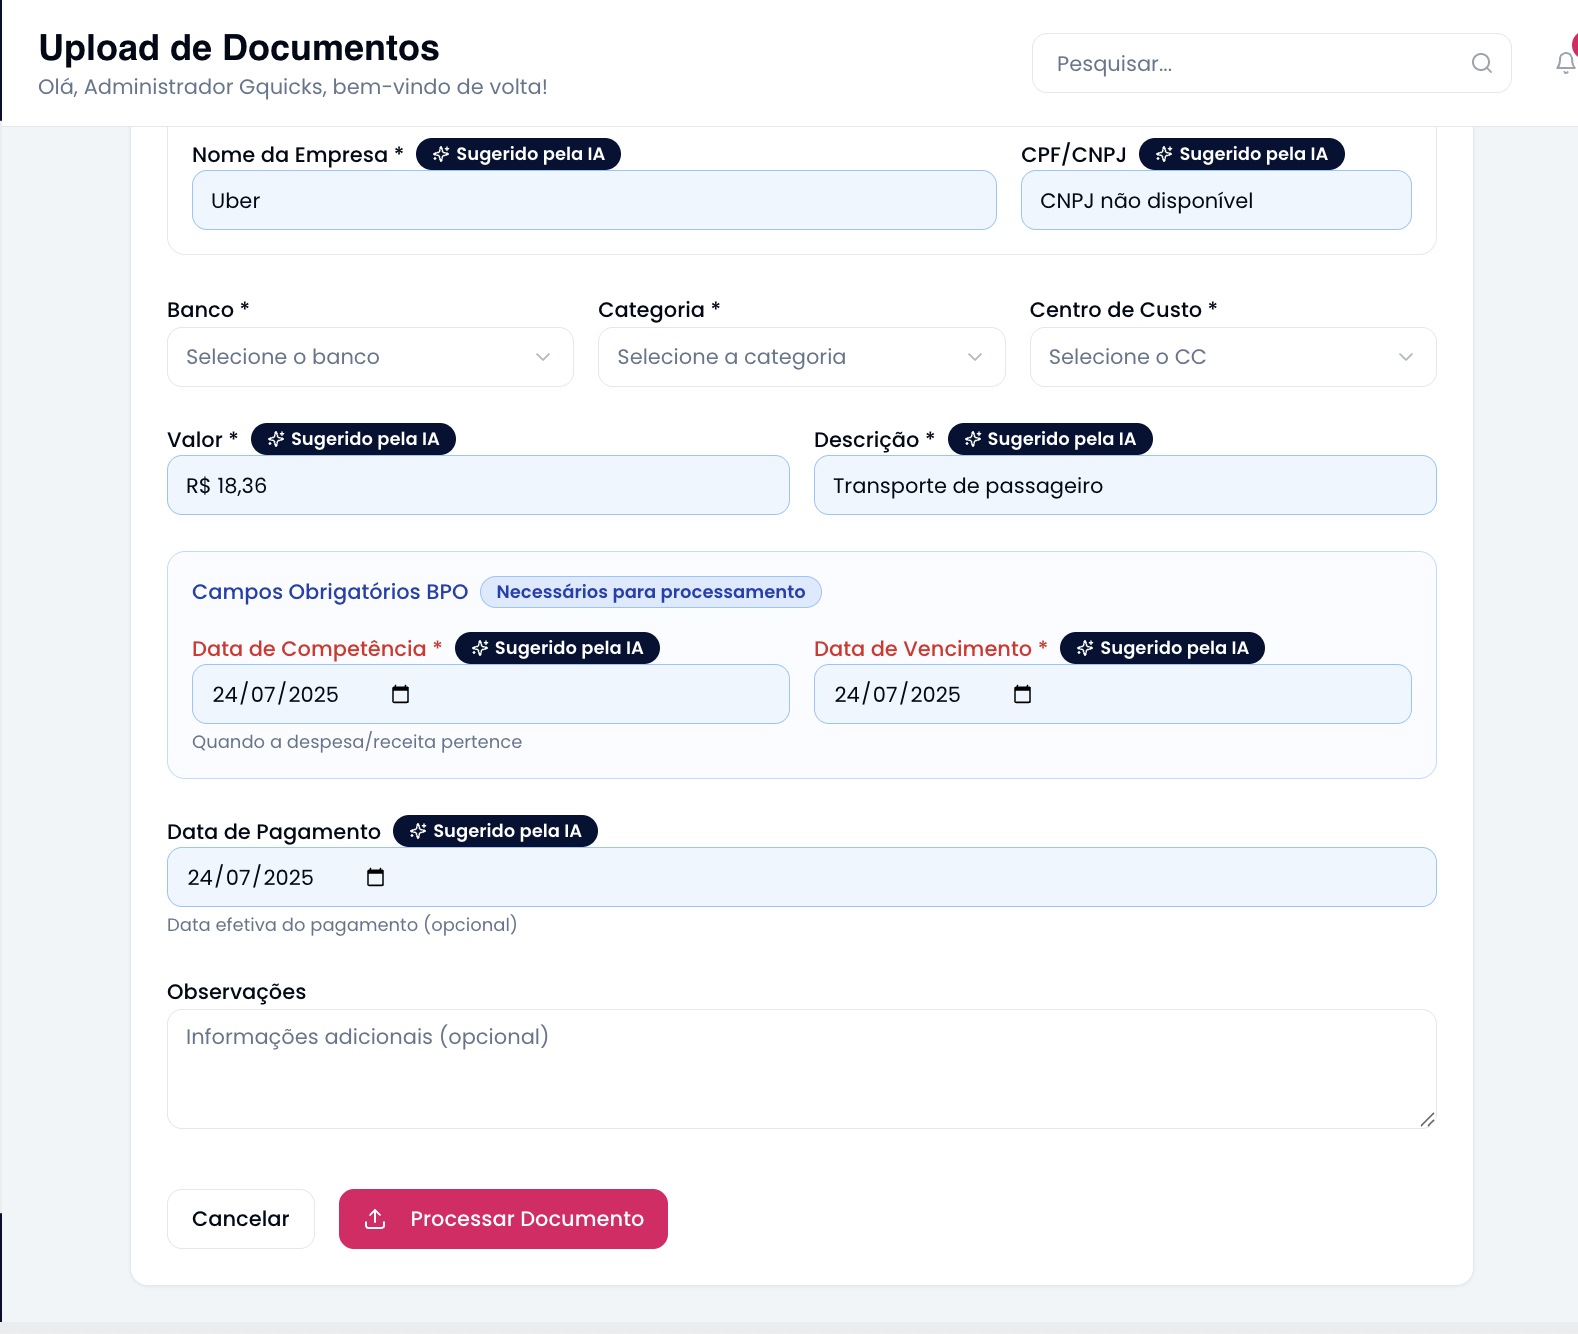 Upload de Documentos
Olá, Administrador Gquicks, bem-vindo de volta!
Pesquisar...
Nome da Empresa * Sugerido pela IA
CPF/CNPJ Sugerido pela IA
Uber
CNPJ não disponível
Banco *
Categoria *
Centro de Custo *
Selecione o banco
Selecione a categoria
Selecione o CC
Valor * Sugerido pela IA
Descrição * Sugerido pela IA
R$ 18,36
Transporte de passageiro
Campos Obrigatórios BPO Necessários para processamento
Data de Competência * Sugerido pela IA
Data de Vencimento * Sugerido pela IA
24/07/2025
24/07/2025
Quando a despesa/receita pertence
Data de Pagamento Sugerido pela IA
24/07/2025
Data efetiva do pagamento (opcional)
Observações
Informações adicionais (opcional)
Cancelar
Processar Documento